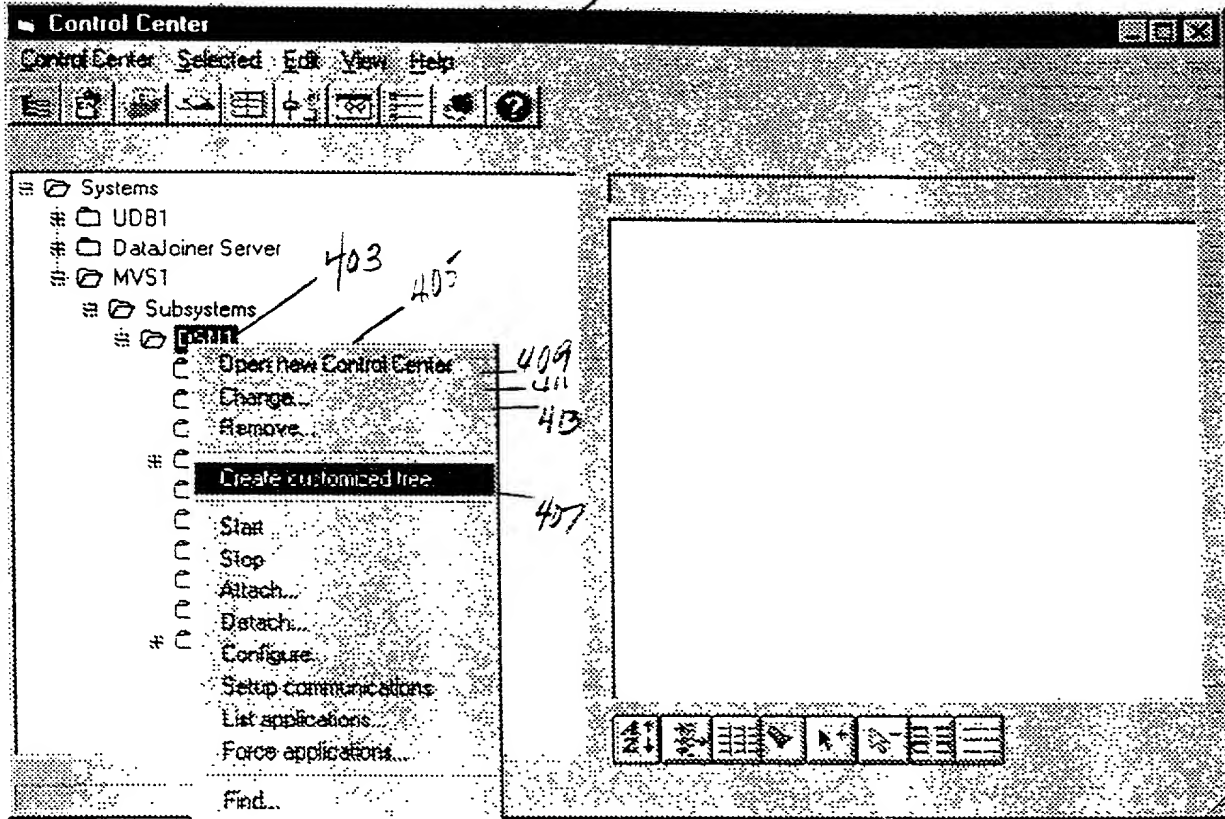 Control Center
Control Center Selected Edit View Help
Systems
UDB1
DataJoiner Server
MVS1
Subsystems
403
405
Open new Control Center
409
Change...
411
Remove...
413
Create customized tree
407
Start
Stop
Attach...
Detach...
Configure...
Setup communications
List applications...
Force applications...
Find...